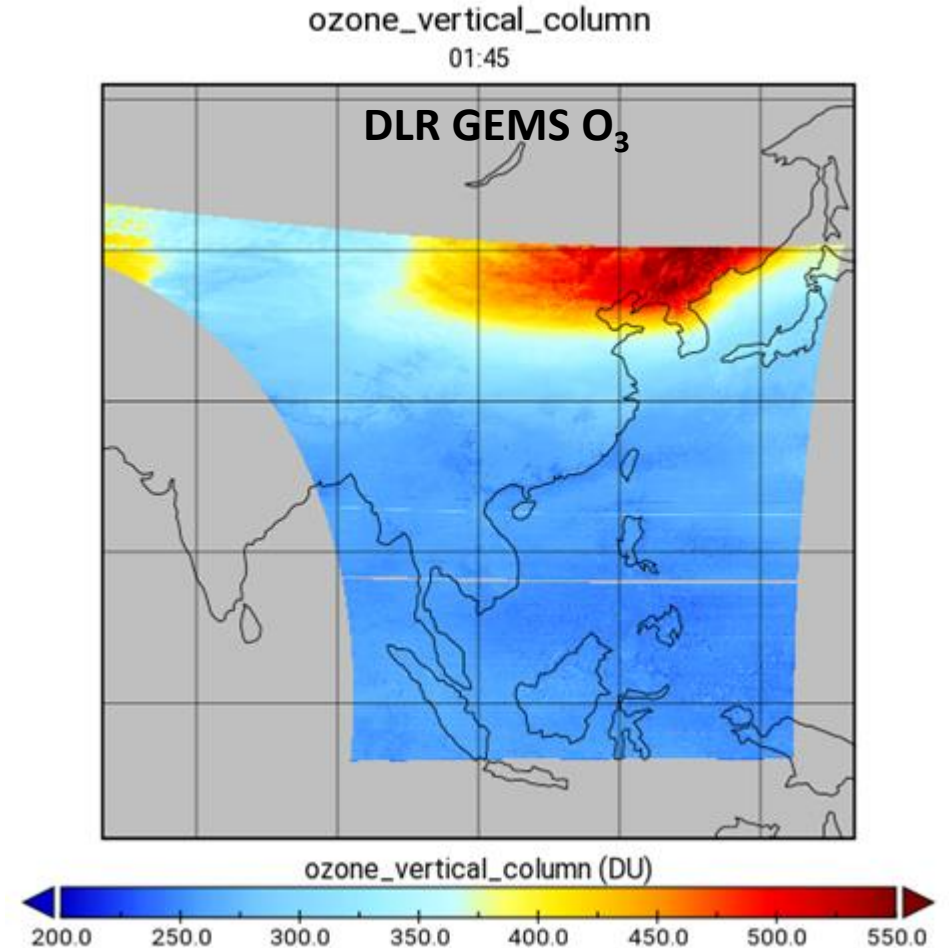 ozone_vertical_column
01:45
DLR GEMS O₃
ozone_vertical_column (DU)
200.0 250.0 300.0 350.0 400.0 450.0 500.0 550.0